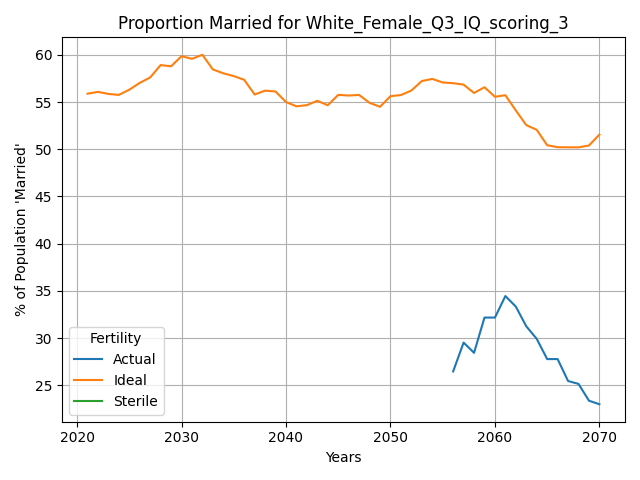 Proportion Married for White_Female_Q3_IQ_scoring_3
% of Population 'Married'
60
55
50
45
40
35
30
25
Fertility
Actual
Ideal
Sterile
2020 2030 2040 2050 2060 2070
Years